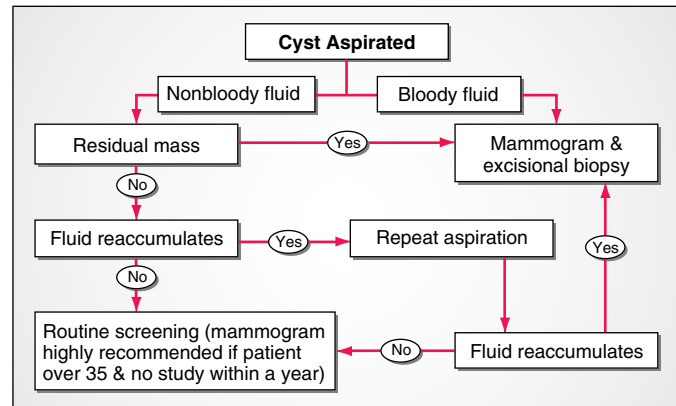 Cyst Aspirated
Nonbloody fluid
Bloody fluid
Residual mass
Yes
Mammogram &
excisional biopsy
No
Fluid reaccumulates
Yes
Repeat aspiration
Yes
No
Routine screening (mammogram
highly recommended if patient
over 35 & no study within a year)
No
Fluid reaccumulates